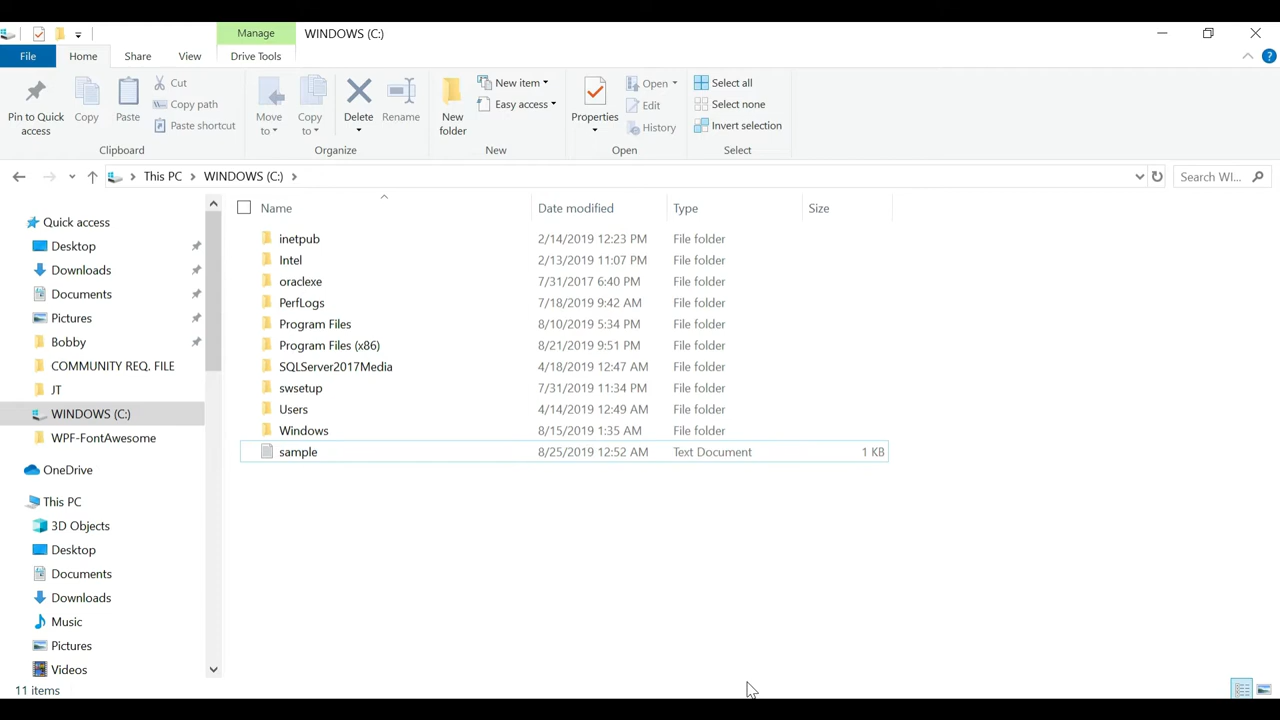 Manage WINDOWS (C:)
File Home Share View Drive Tools
Pin to Quick access
Copy
Paste
Cut
Copy path
Paste shortcut
Clipboard
Move to
Copy to
Delete
Rename
Organize
New folder
New item
Easy access
New
Properties
Open
Edit
History
Open
Select all
Select none
Invert selection
Select
This PC WINDOWS (C:)
Search WI...
Quick access
Desktop
Downloads
Documents
Pictures
Bobby
COMMUNITY REQ. FILE
JT
WINDOWS (C:)
WPF-FontAwesome
OneDrive
This PC
3D Objects
Desktop
Documents
Downloads
Music
Pictures
Videos
Name Date modified Type Size
inetpub 2/14/2019 12:23 PM File folder
Intel 2/13/2019 11:07 PM File folder
oraclexe 7/31/2017 6:40 PM File folder
PerfLogs 7/18/2019 9:42 AM File folder
Program Files 8/10/2019 5:34 PM File folder
Program Files (x86) 8/21/2019 9:51 PM File folder
SQLServer2017Media 4/18/2019 12:47 AM File folder
swsetup 7/31/2019 11:34 PM File folder
Users 4/14/2019 12:49 AM File folder
Windows 8/15/2019 1:35 AM File folder
sample 8/25/2019 12:52 AM Text Document 1 KB
11 items